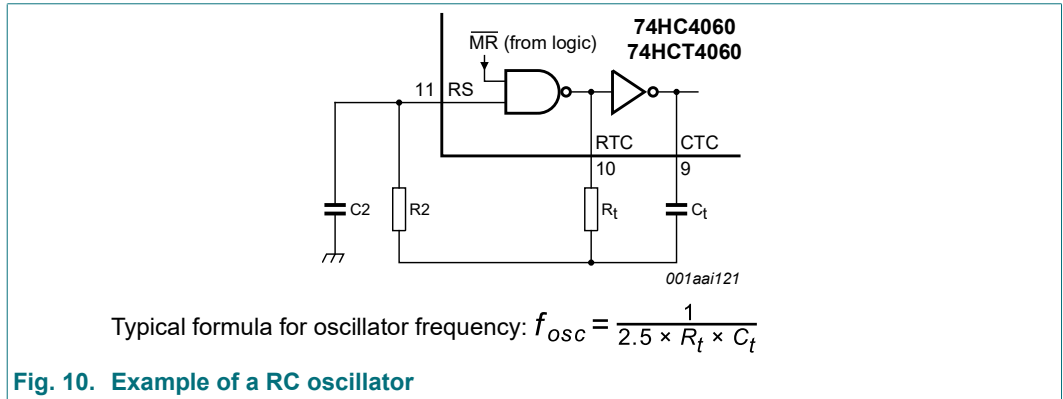 74HC4060
74HCT4060
MR (from logic)
11 RS
RTC
CTC
10
9
C2
R2
Rt
Ct
001aai121
Typical formula for oscillator frequency: fosc = 1 / (2.5 × Rt × Ct)
Fig. 10. Example of a RC oscillator